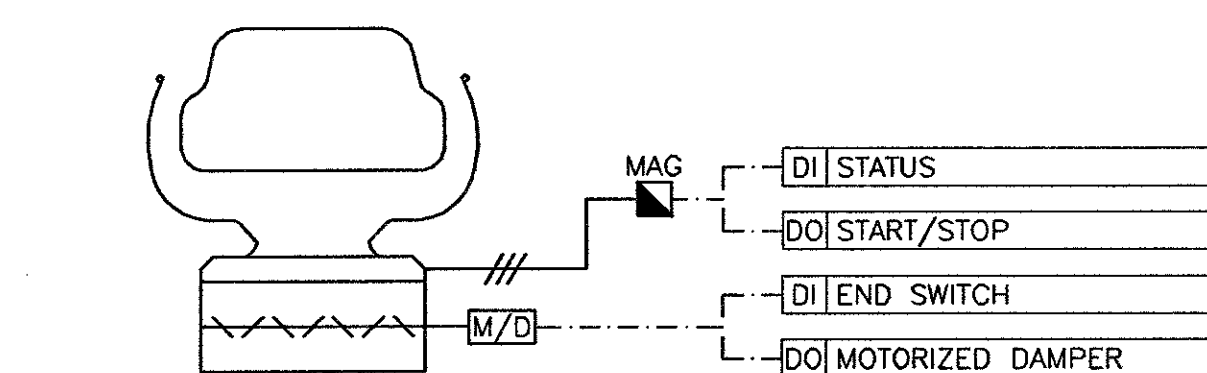 MAG
DI STATUS
DO START/STOP
DI END SWITCH
M/D
DO MOTORIZED DAMPER